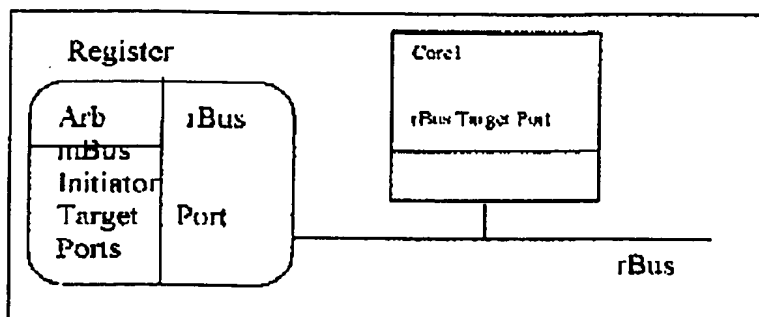 Register
Arb
rBus
mBus
Initiator
Target
Port
Ports
Core1
rBus Target Port
rBus